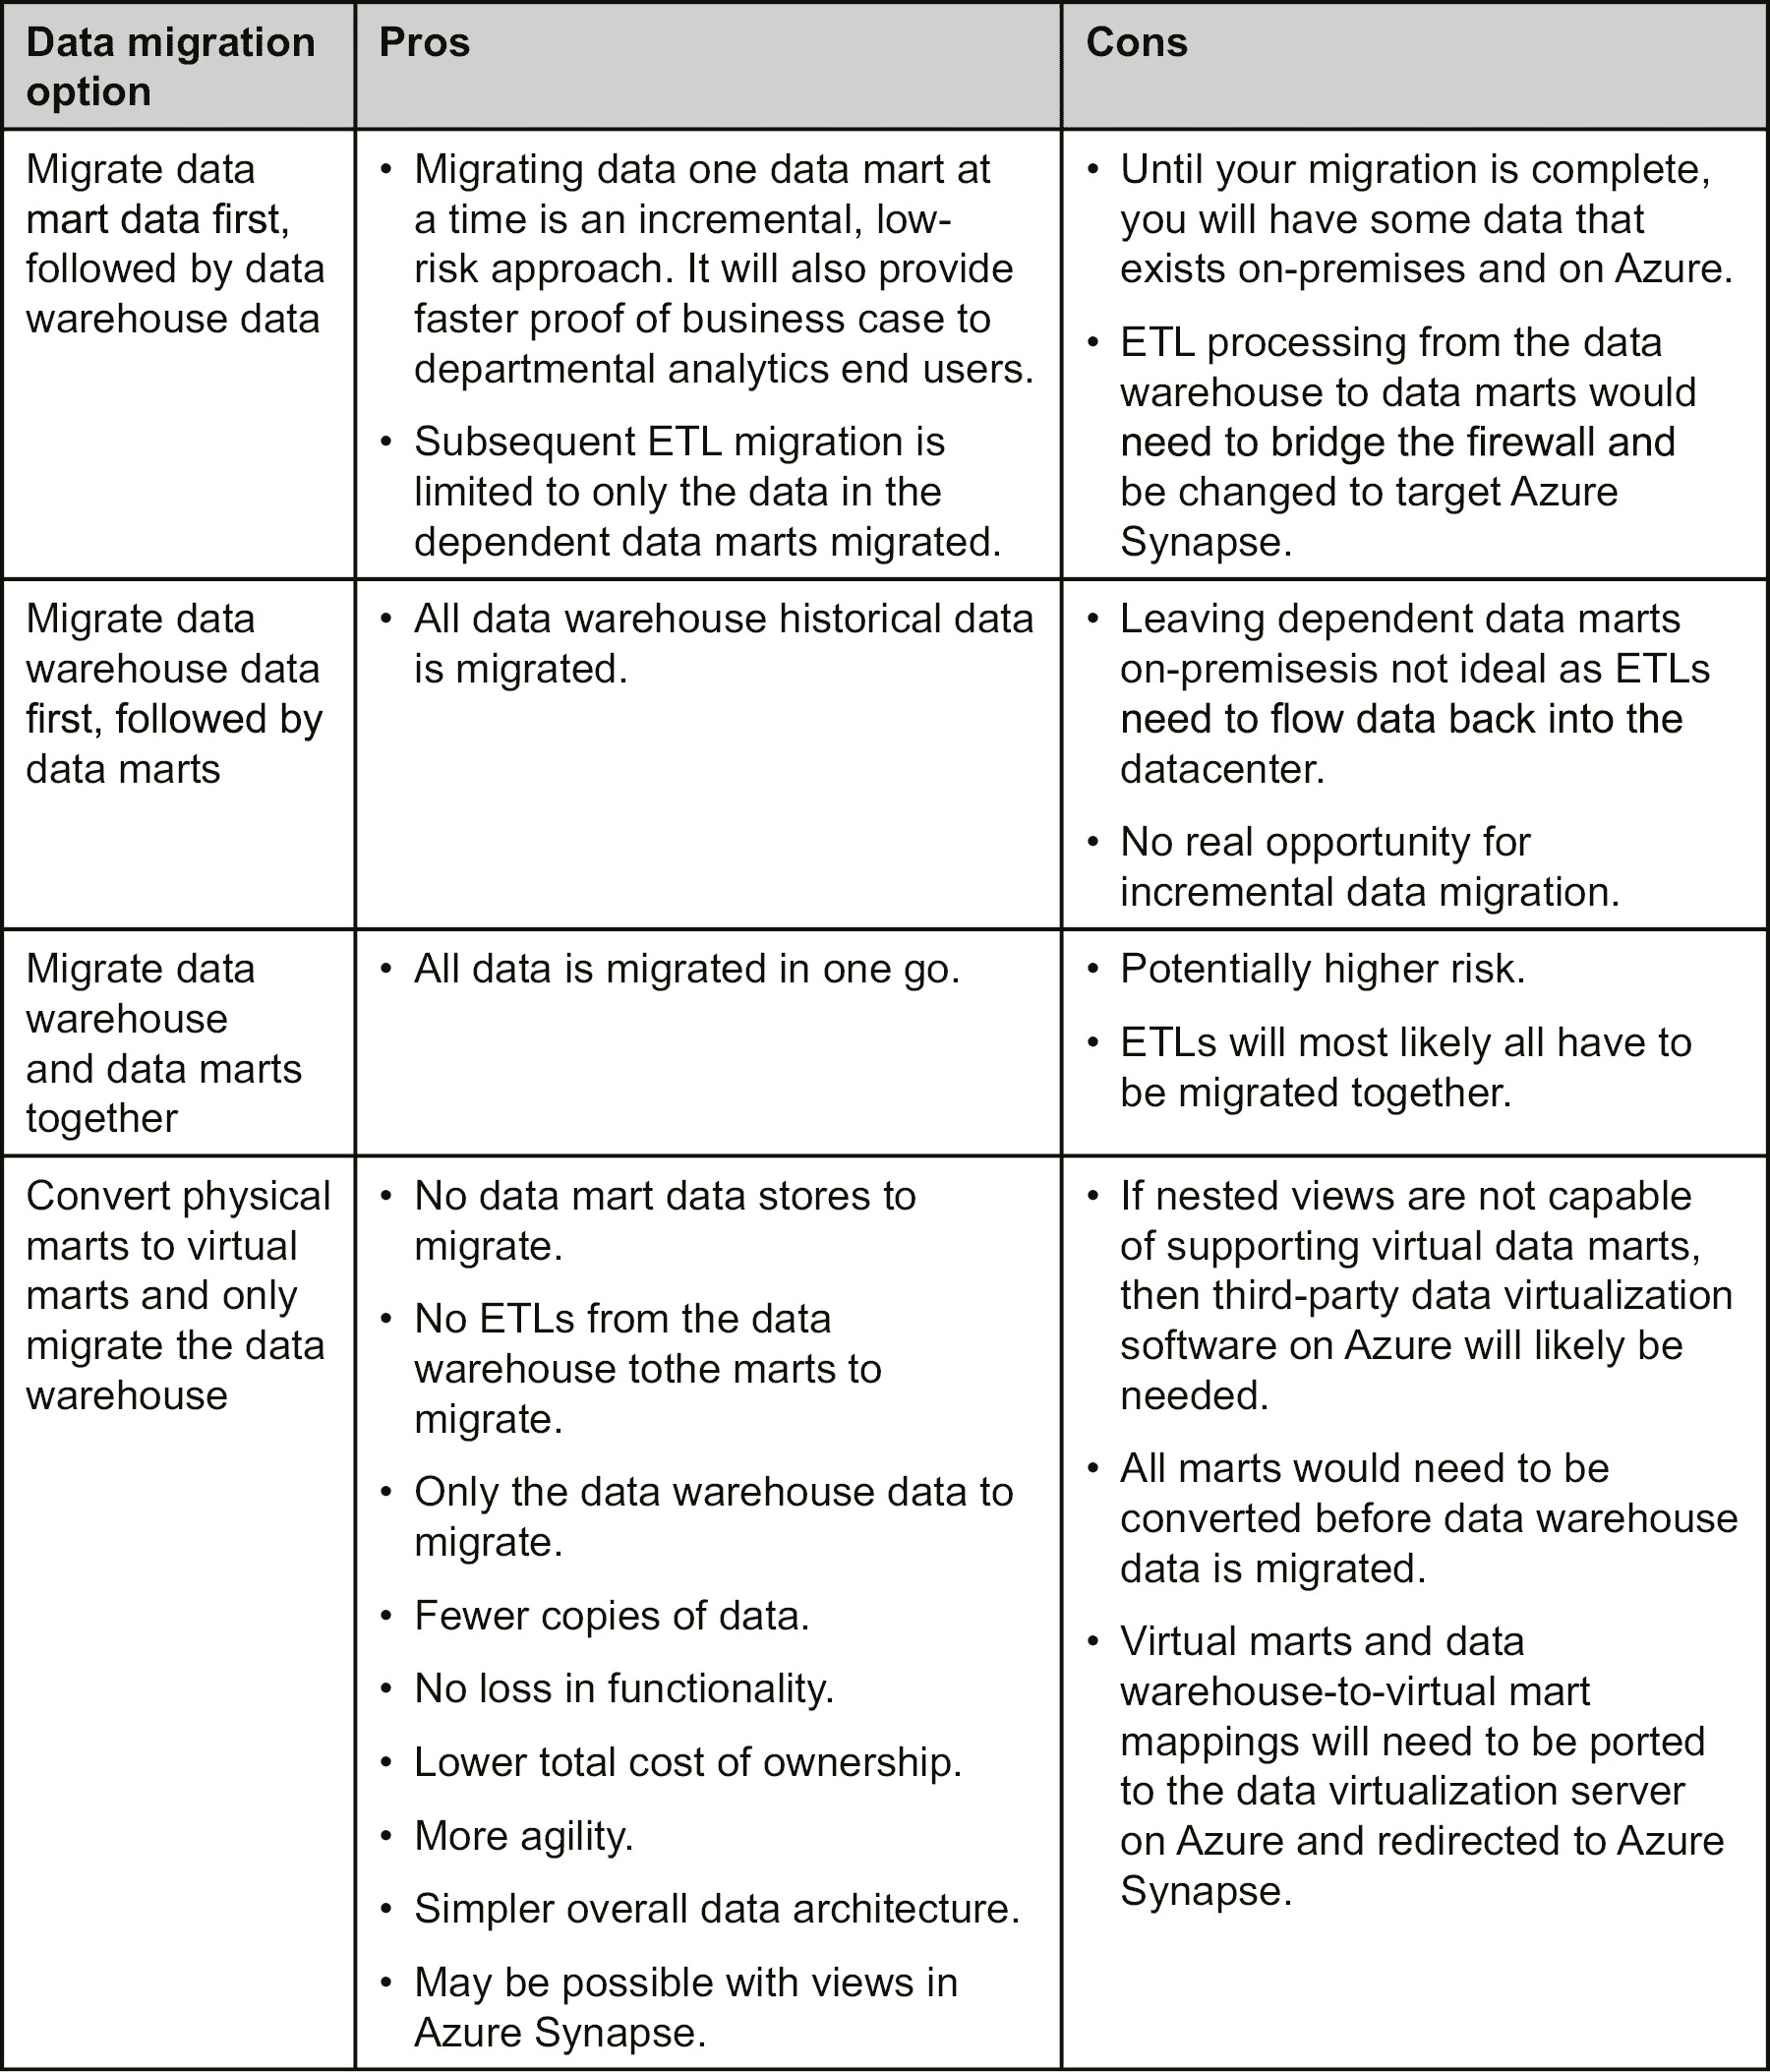 Data migration
option
Pros
Cons
Migrate data
mart data first,
followed by data
warehouse data
• Migrating data one data mart at
a time is an incremental, low-
risk approach. It will also provide
faster proof of business case to
departmental analytics end users.
• Subsequent ETL migration is
limited to only the data in the
dependent data marts migrated.
• Until your migration is complete,
you will have some data that
exists on-premises and on Azure.
• ETL processing from the data
warehouse to data marts would
need to bridge the firewall and
be changed to target Azure
Synapse.
Migrate data
warehouse data
first, followed by
data marts
• All data warehouse historical data
is migrated.
• Leaving dependent data marts
on-premisesis not ideal as ETLs
need to flow data back into the
datacenter.
• No real opportunity for
incremental data migration.
Migrate data
warehouse
and data marts
together
• All data is migrated in one go.
• Potentially higher risk.
• ETLs will most likely all have to
be migrated together.
Convert physical
marts to virtual
marts and only
migrate the data
warehouse
• No data mart data stores to
migrate.
• No ETLs from the data
warehouse tothe marts to
migrate.
• Only the data warehouse data to
migrate.
• Fewer copies of data.
• No loss in functionality.
• Lower total cost of ownership.
• More agility.
• Simpler overall data architecture.
• May be possible with views in
Azure Synapse.
• If nested views are not capable
of supporting virtual data marts,
then third-party data virtualization
software on Azure will likely be
needed.
• All marts would need to be
converted before data warehouse
data is migrated.
• Virtual marts and data
warehouse-to-virtual mart
mappings will need to be ported
to the data virtualization server
on Azure and redirected to Azure
Synapse.